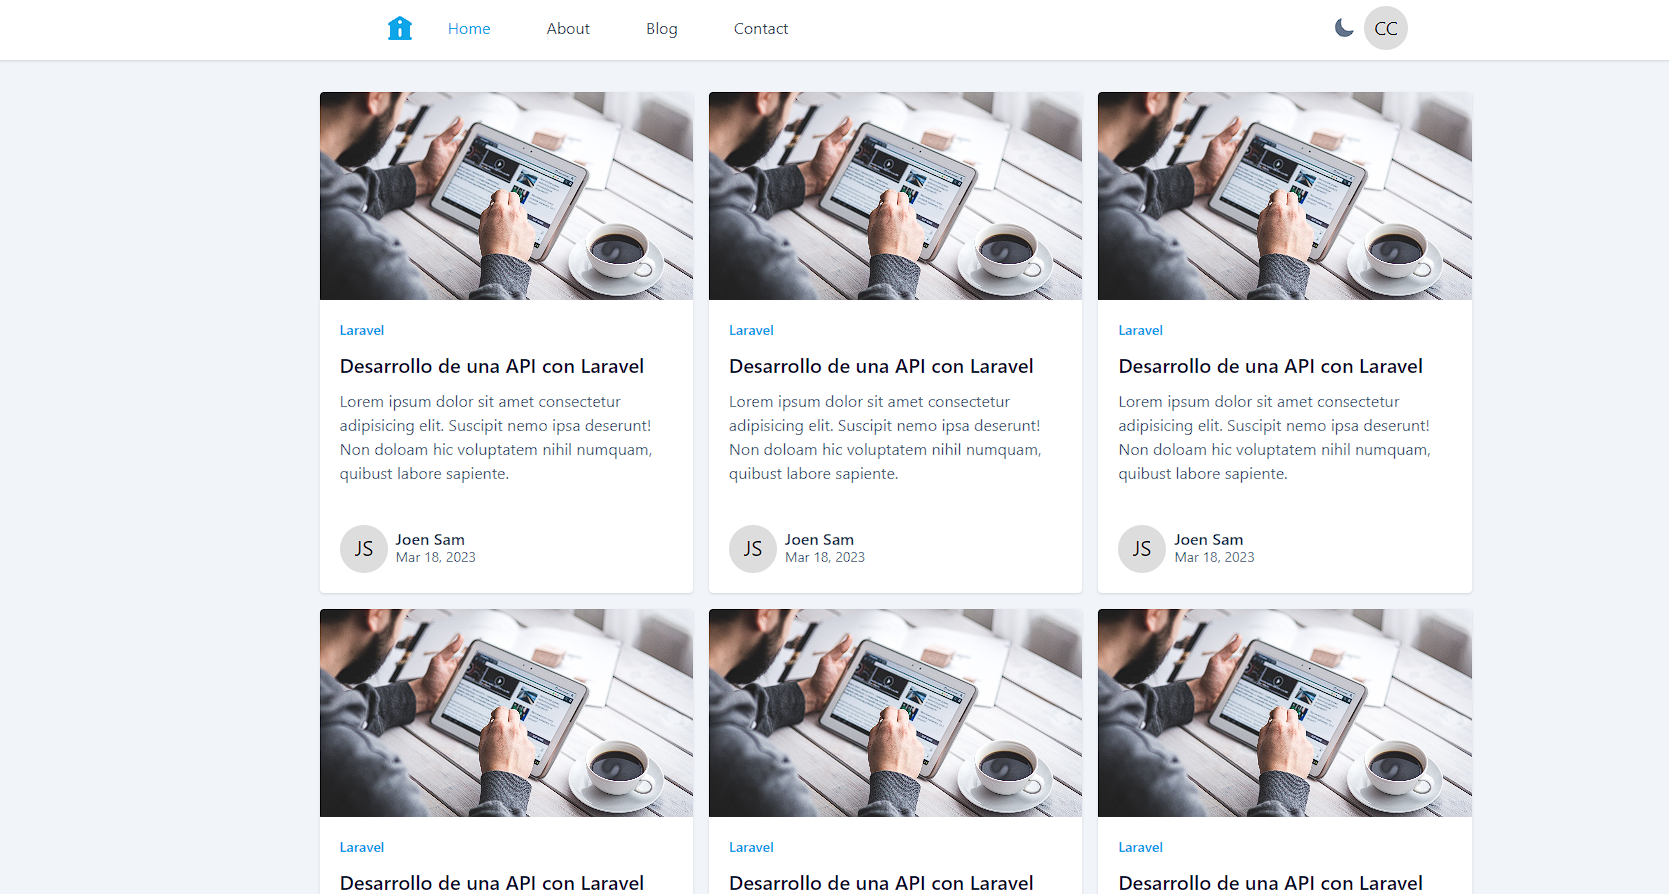 Home About Blog Contact CC
Laravel
Desarrollo de una API con Laravel
Lorem ipsum dolor sit amet consectetur
adipisicing elit. Suscipit nemo ipsa deserunt!
Non doloam hic voluptatem nihil numquam,
quibust labore sapiente.
JS
Joen Sam
Mar 18, 2023
Laravel
Desarrollo de una API con Laravel
Lorem ipsum dolor sit amet consectetur
adipisicing elit. Suscipit nemo ipsa deserunt!
Non doloam hic voluptatem nihil numquam,
quibust labore sapiente.
JS
Joen Sam
Mar 18, 2023
Laravel
Desarrollo de una API con Laravel
Lorem ipsum dolor sit amet consectetur
adipisicing elit. Suscipit nemo ipsa deserunt!
Non doloam hic voluptatem nihil numquam,
quibust labore sapiente.
JS
Joen Sam
Mar 18, 2023
Laravel
Desarrollo de una API con Laravel
Laravel
Desarrollo de una API con Laravel
Laravel
Desarrollo de una API con Laravel